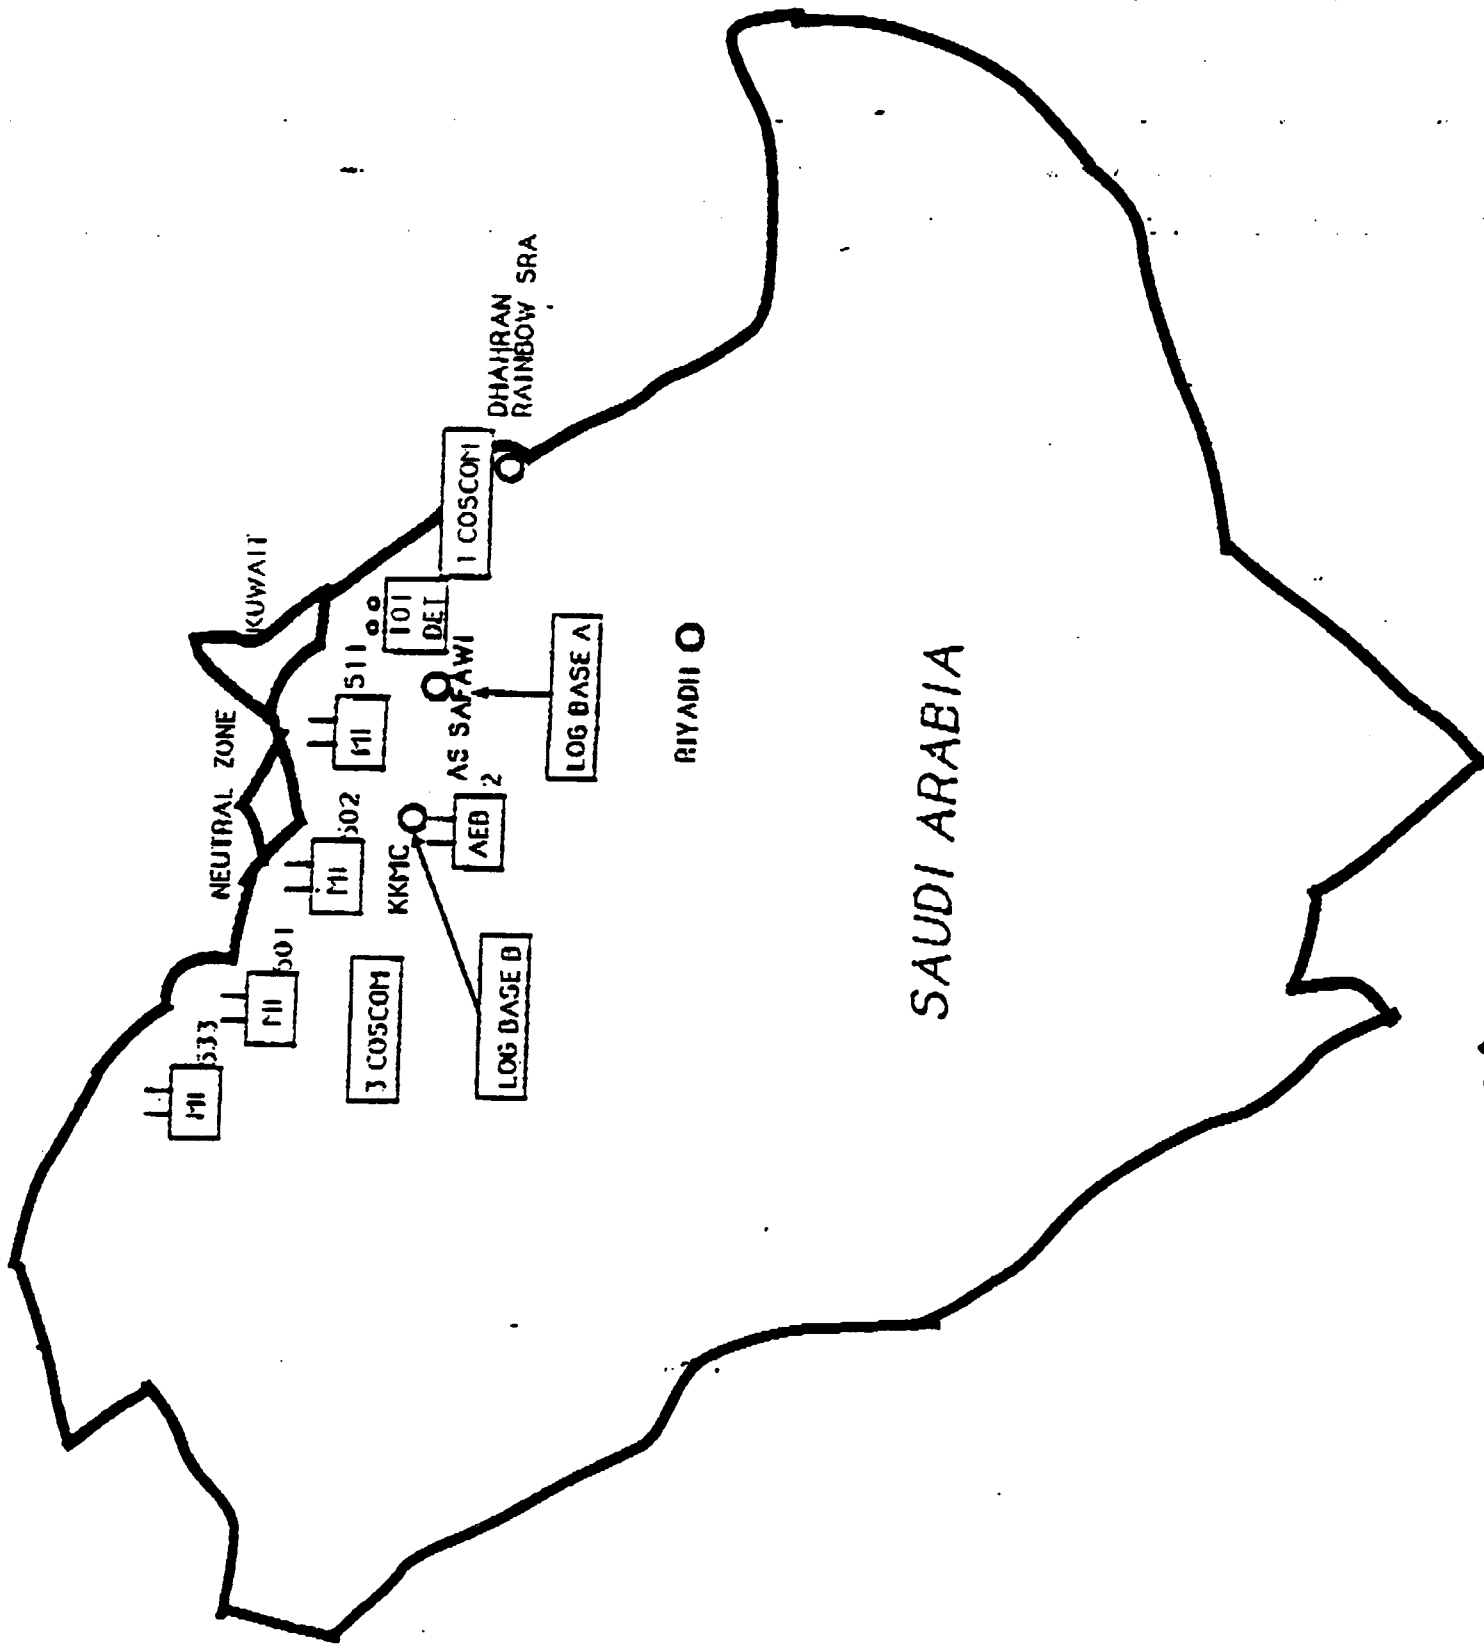 MI
533
NEUTRAL ZONE
KUWAIT
MI
501
MI
502
MI
511
3 COSCOM
KKMC
101
DET
AS SAFAWI
1 COSCOM
AEB
2
LOG BASE B
DHAHRAN
RAINBOW SRA
LOG BASE A
RIYADH
SAUDI ARABIA